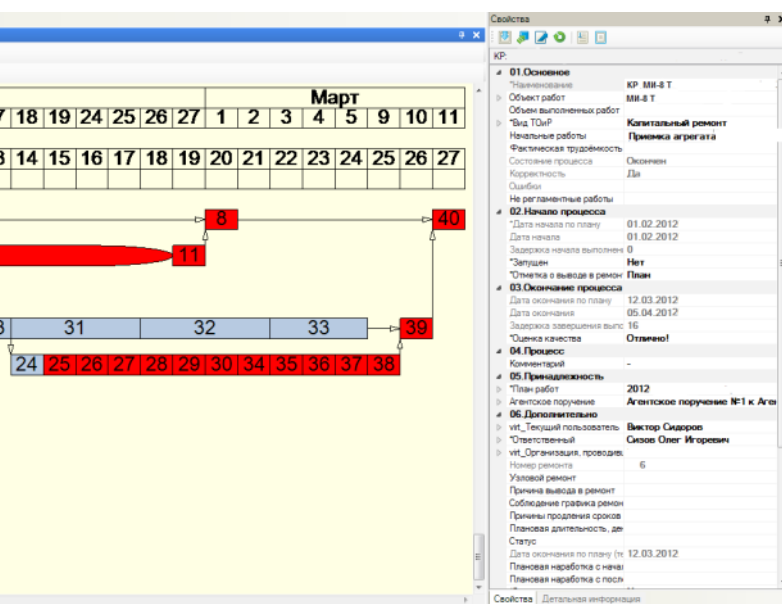 Свойства
КР:
01.Основное
*Наименование КР МИ-8 Т
Объект работ МИ-8 Т
Объем выполненных работ
*Вид ТОиР Капитальный ремонт
Начальные работы Приемка агрегата
Фактическая трудоёмкость
Состояние процесса Окончен
Корректность Да
Ошибки
Не регламентные работы
02.Начало процесса
*Дата начала по плану 01.02.2012
Дата начала 01.02.2012
Задержка начала выполнен 0
*Запущен Нет
*Отметка о выводе в ремон План
03.Окончание процесса
Дата окончания по плану 12.03.2012
Дата окончания 05.04.2012
Задержка завершения вып 16
*Оценка качества Отлично!
04.Процесс
Комментарий -
05.Принадлежность
*План работ 2012
Агентское поручение Агентское поручение №1 к Аген
06.Дополнительно
virt_Текущий пользователь Виктор Сидоров
*Ответственный Сизов Олег Игоревич
virt_Организация, проводив
Номер ремонта 6
Узловой ремонт
Причина вывода в ремонт
Соблюдение графика ремон
Причины продления сроков
Плановая длительность, де
Статус
Дата окончания по плану (те 12.03.2012
Плановая наработка с начал
Плановая наработка с посл
Свойства Детальная информация
Март
18 19 24 25 26 27 1 2 3 4 5 9 10 11
14 15 16 17 18 19 20 21 22 23 24 25 26 27
8 40
11
31 32 33 39
24 25 26 27 28 29 30 34 35 36 37 38